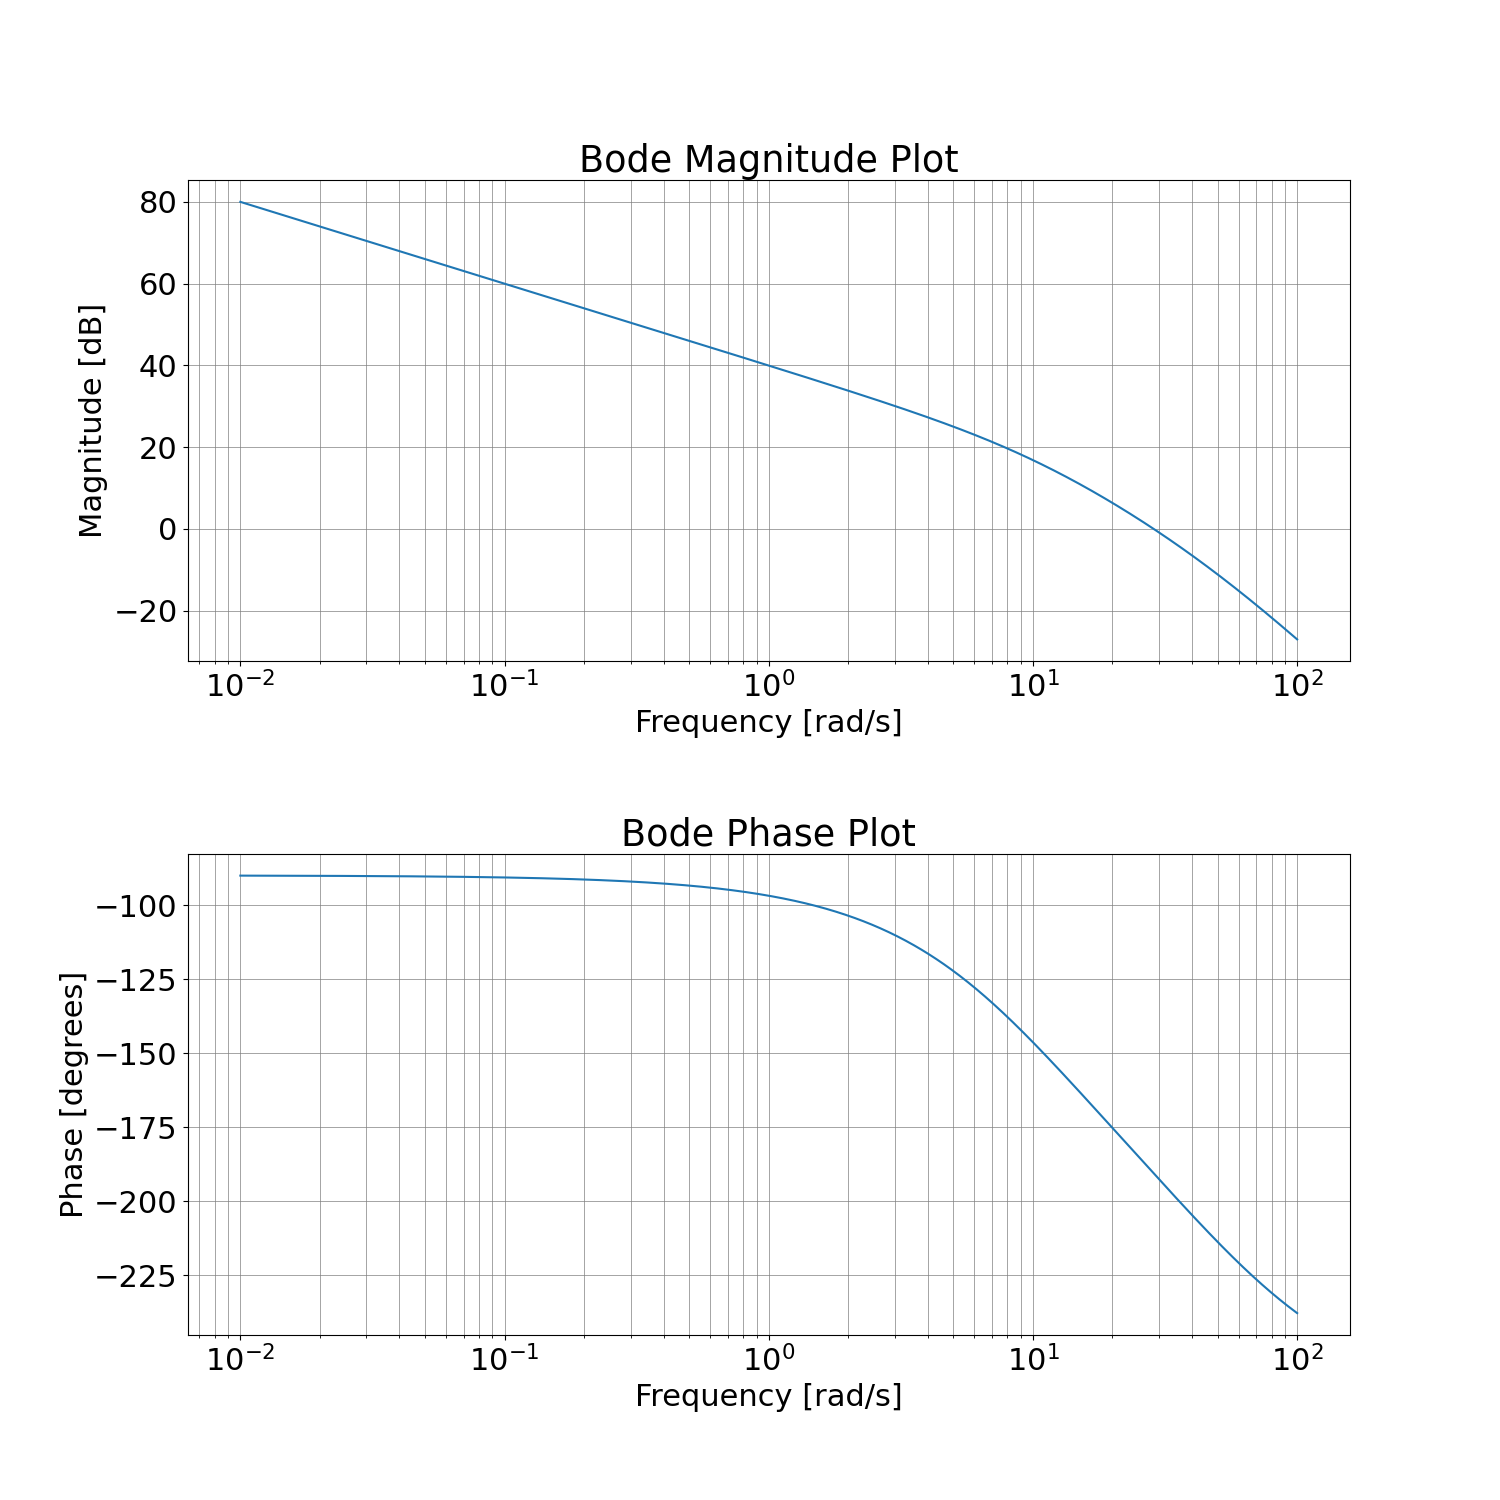 Bode Magnitude Plot
Magnitude [dB]
80
60
40
20
0
−20
10⁻² 10⁻¹ 10⁰ 10¹ 10²
Frequency [rad/s]
Bode Phase Plot
Phase [degrees]
−100
−125
−150
−175
−200
−225
10⁻² 10⁻¹ 10⁰ 10¹ 10²
Frequency [rad/s]